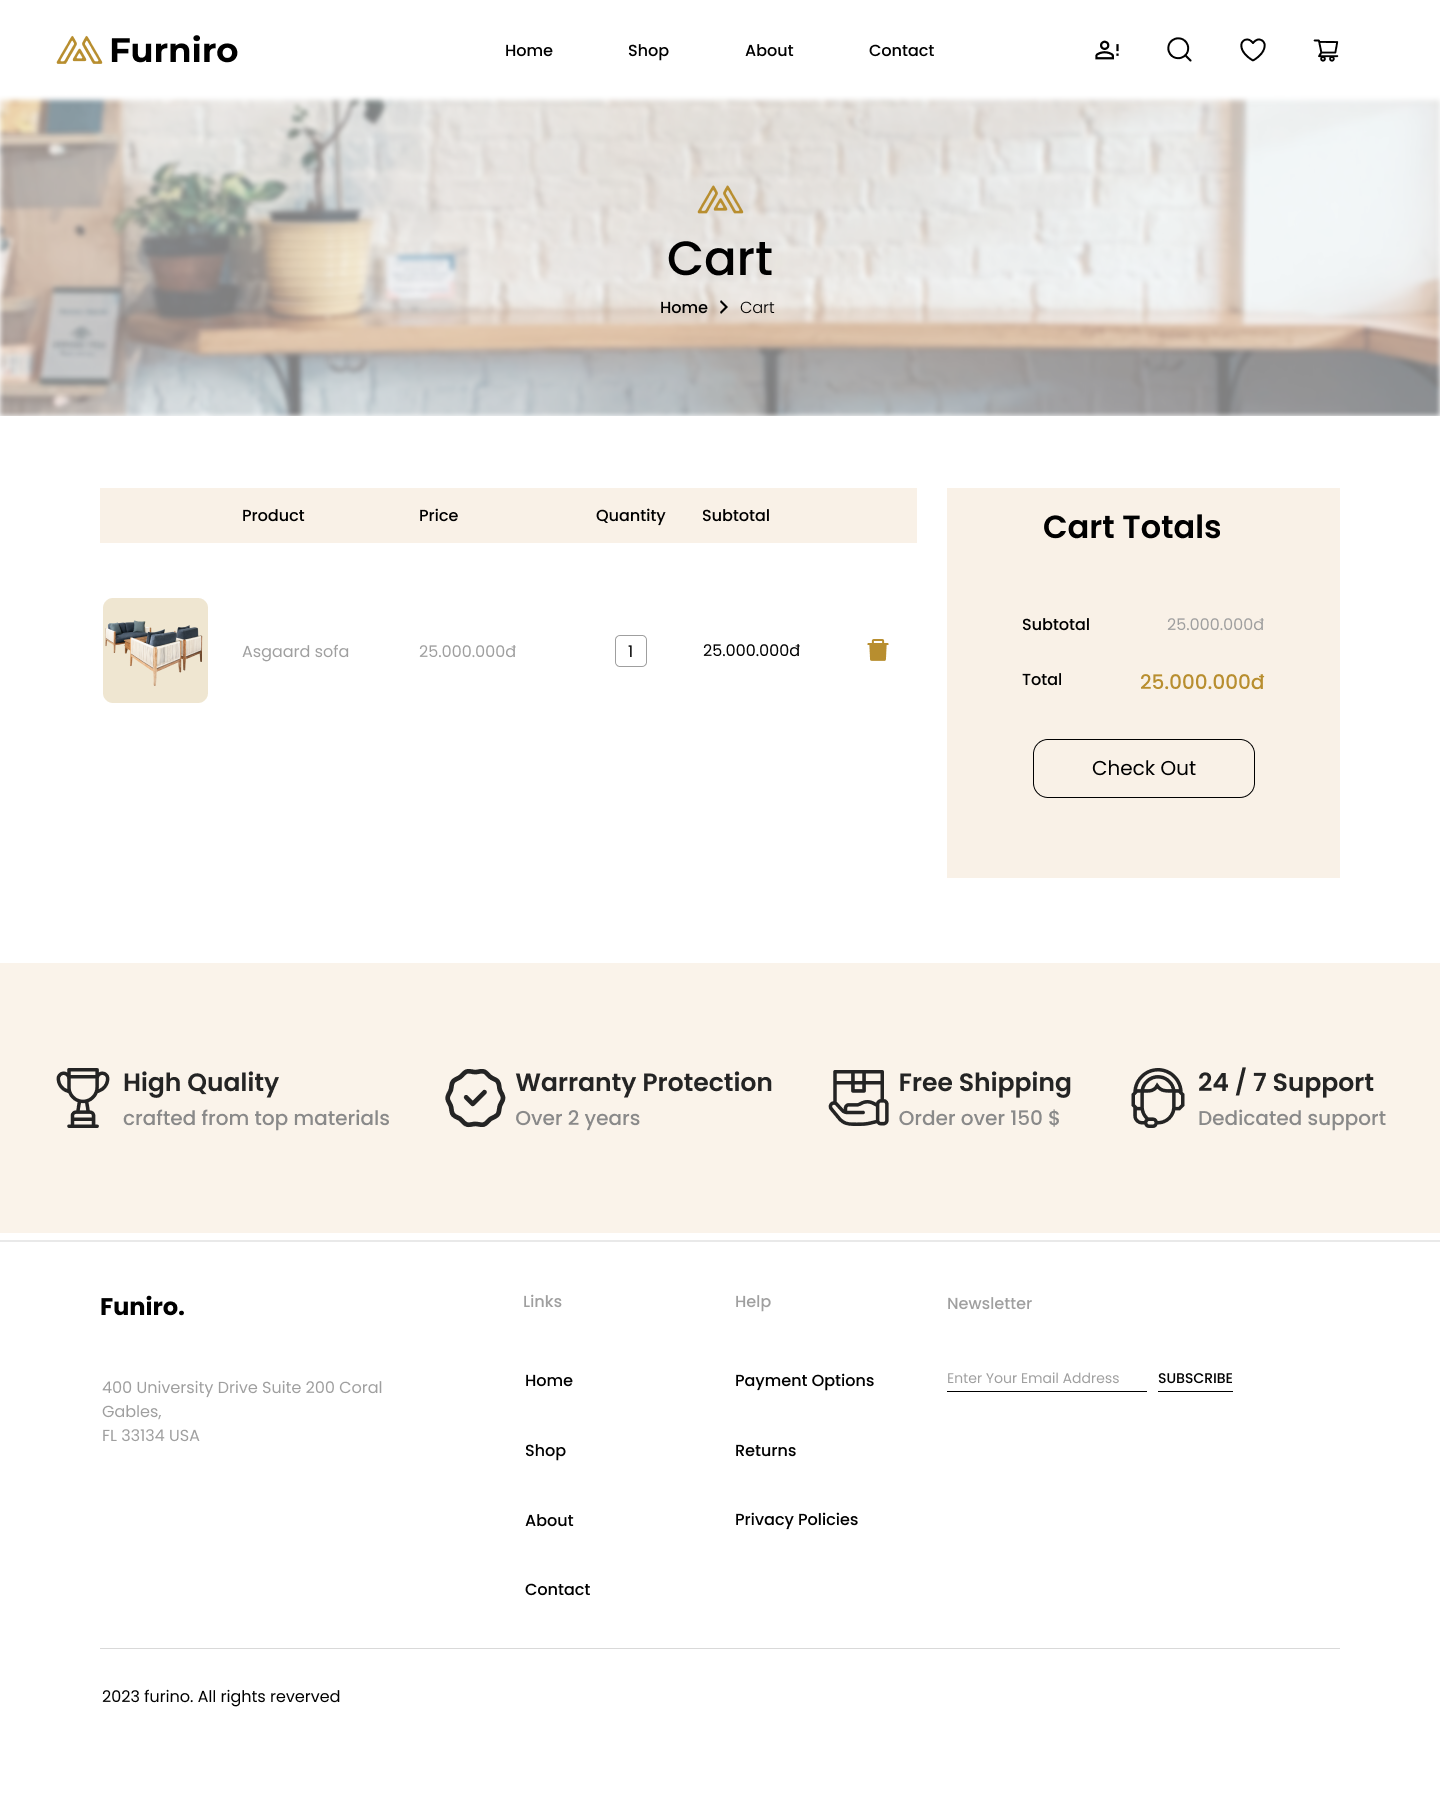 Furniro
Home Shop About Contact
Cart
Home > Cart
Product Price Quantity Subtotal
Asgaard sofa 25.000.000đ 1 25.000.000đ
Cart Totals
Subtotal 25.000.000đ
Total 25.000.000đ
Check Out
High Quality
crafted from top materials
Warranty Protection
Over 2 years
Free Shipping
Order over 150 $
24 / 7 Support
Dedicated support
Funiro.
400 University Drive Suite 200 Coral
Gables,
FL 33134 USA
Links
Home
Shop
About
Contact
Help
Payment Options
Returns
Privacy Policies
Newsletter
Enter Your Email Address SUBSCRIBE
2023 furino. All rights reverved